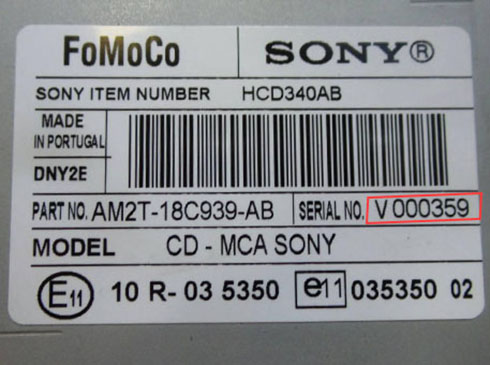 FoMoCo SONY®
SONY ITEM NUMBER HCD340AB
MADE
IN PORTUGAL
DNY2E
PART NO. AM2T-18C939-AB SERIAL NO. V 000359
MODEL CD - MCA SONY
E11 10 R- 03 5350 e11 035350 02